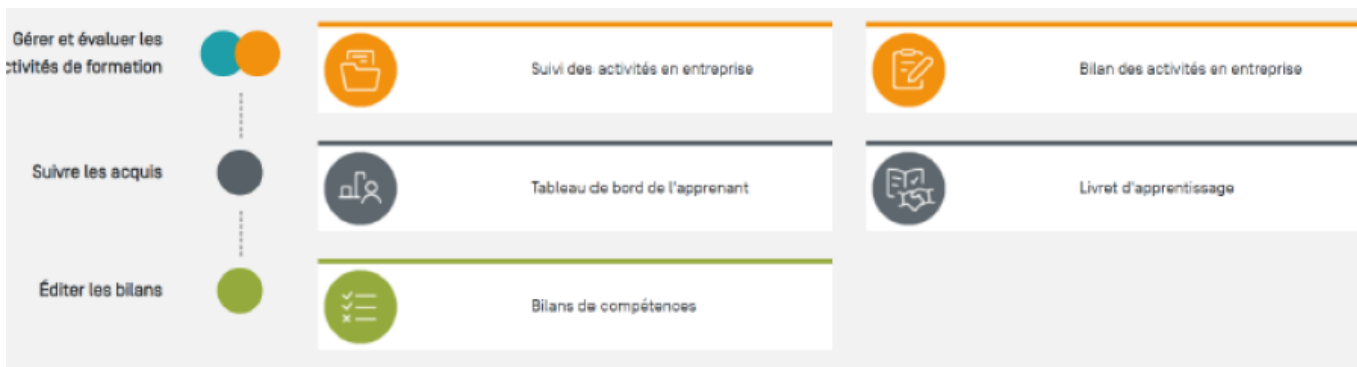 Gérer et évaluer les
ctivités de formation
Suivi des activités en entreprise
Bilan des activités en entreprise
Suivre les acquis
Tableau de bord de l'apprenant
Livret d'apprentissage
Éditer les bilans
Bilans de compétences